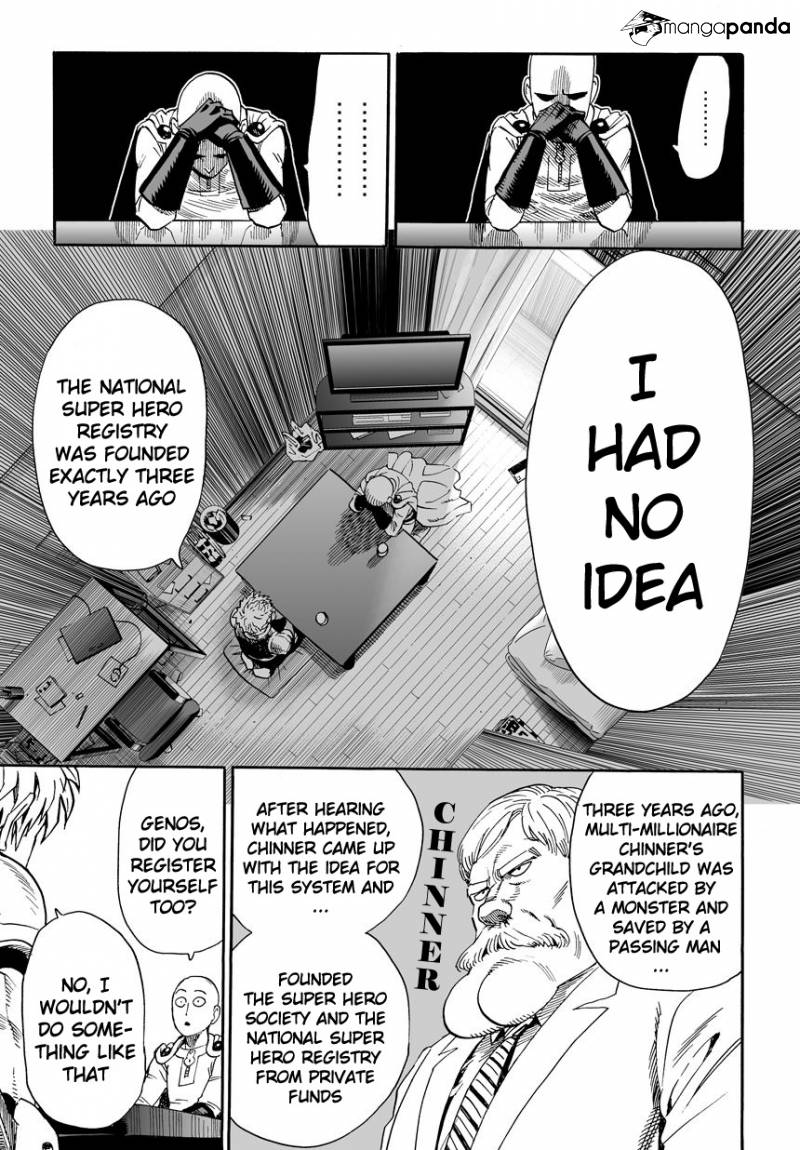 mangapanda
........
..........
I
HAD
NO
IDEA
THE NATIONAL
SUPER HERO
REGISTRY
WAS FOUNDED
EXACTLY THREE
YEARS AGO
THREE YEARS AGO,
MULTI-MILLIONAIRE
CHINNER'S
GRANDCHILD WAS
ATTACKED BY
A MONSTER AND
SAVED BY A
PASSING MAN
...
CHINNER
AFTER HEARING
WHAT HAPPENED,
CHINNER CAME UP
WITH THE IDEA FOR
THIS SYSTEM AND
...
FOUNDED
THE SUPER HERO
SOCIETY AND THE
NATIONAL SUPER
HERO REGISTRY
FROM PRIVATE
FUNDS
GENOS,
DID YOU
REGISTER
YOURSELF
TOO?
NO, I
WOULDN'T
DO SOME-
THING LIKE
THAT